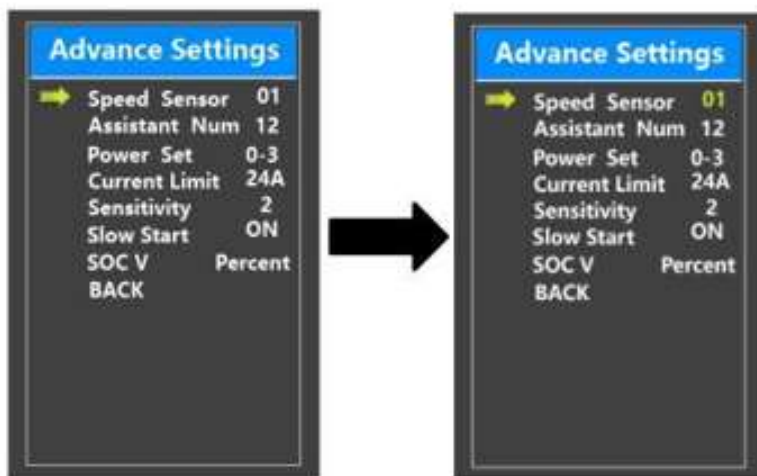 Advance Settings
Speed Sensor 01
Assistant Num 12
Power Set 0-3
Current Limit 24A
Sensitivity 2
Slow Start ON
SOC V Percent
BACK
Advance Settings
Speed Sensor 01
Assistant Num 12
Power Set 0-3
Current Limit 24A
Sensitivity 2
Slow Start ON
SOC V Percent
BACK